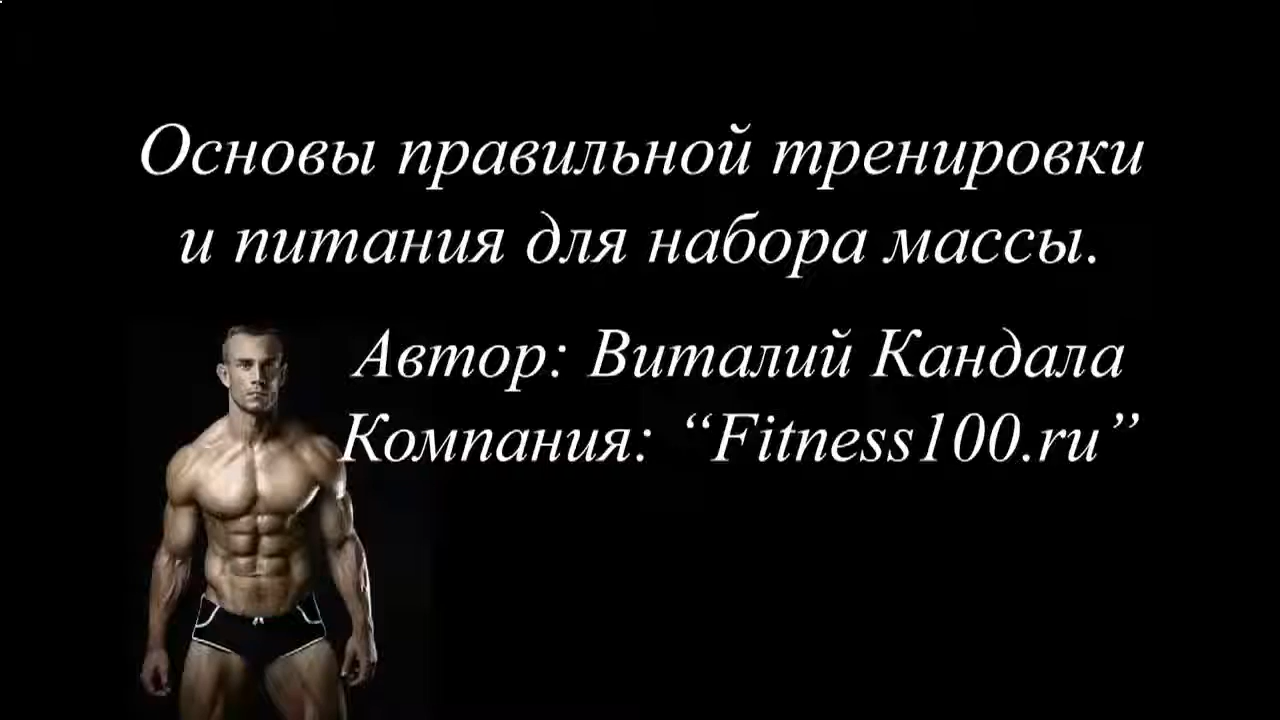 Основы правильной тренировки
и питания для набора массы.
Автор: Виталий Кандала
Компания: “Fitness100.ru”